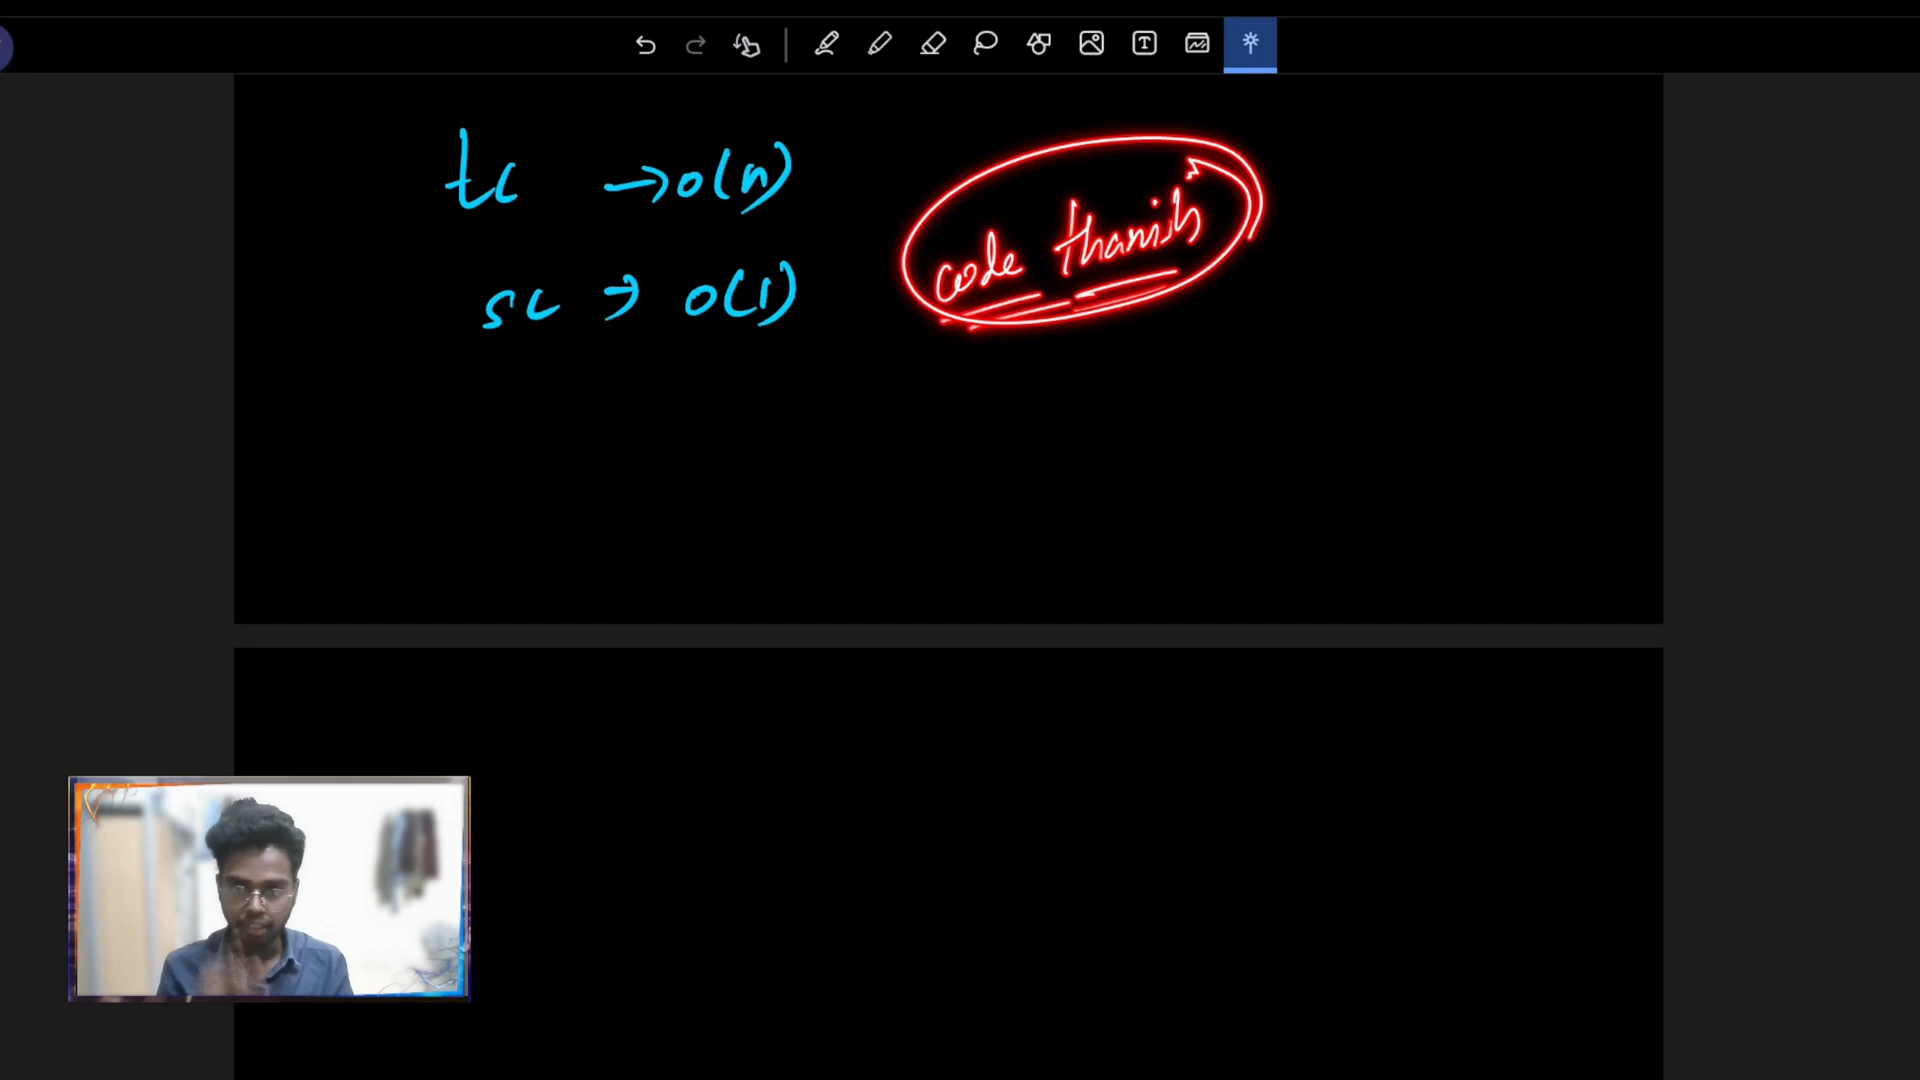 tc → o(n)
sc → o(1)
code thanish